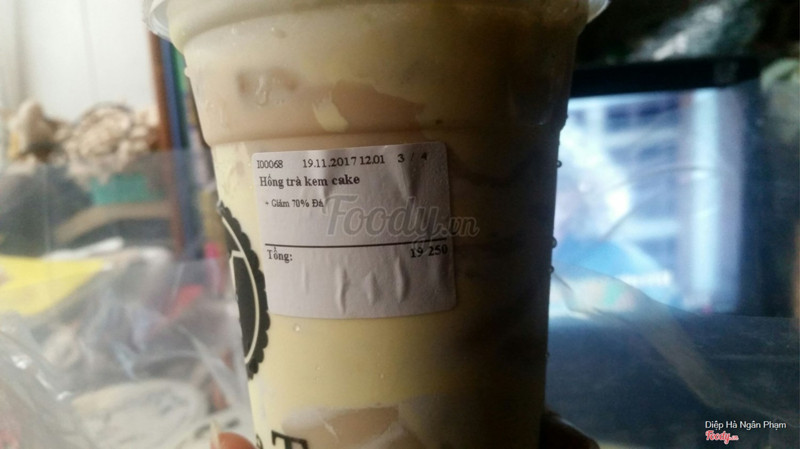 ID0068 19.11.2017 12.01 3 / 4
Hồng trà kem cake
+ Giảm 70% Đá
Foody.vn
Tổng: 19 250
T
Diệp Hà Ngân Phạm
Foody.vn